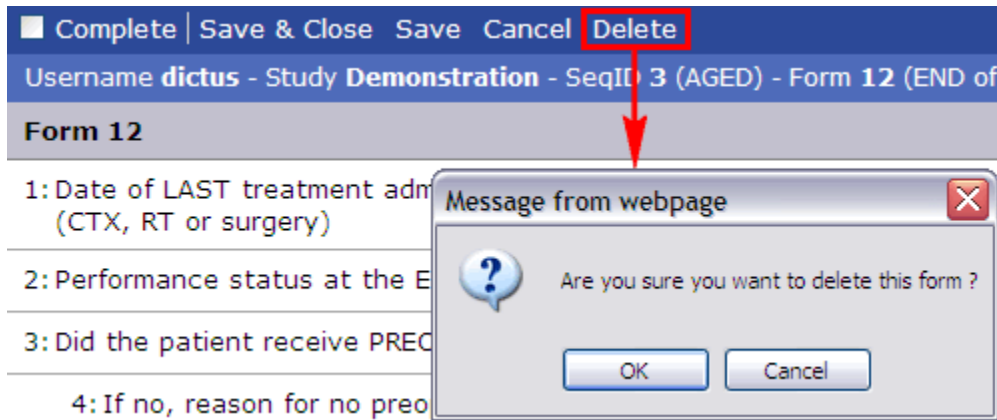 Complete | Save & Close Save Cancel Delete
Username dictus - Study Demonstration - SeqID 3 (AGED) - Form 12 (END of
Form 12
1: Date of LAST treatment adm
(CTX, RT or surgery)
2: Performance status at the E
3: Did the patient receive PREC
4: If no, reason for no preo
Message from webpage
Are you sure you want to delete this form ?
OK Cancel